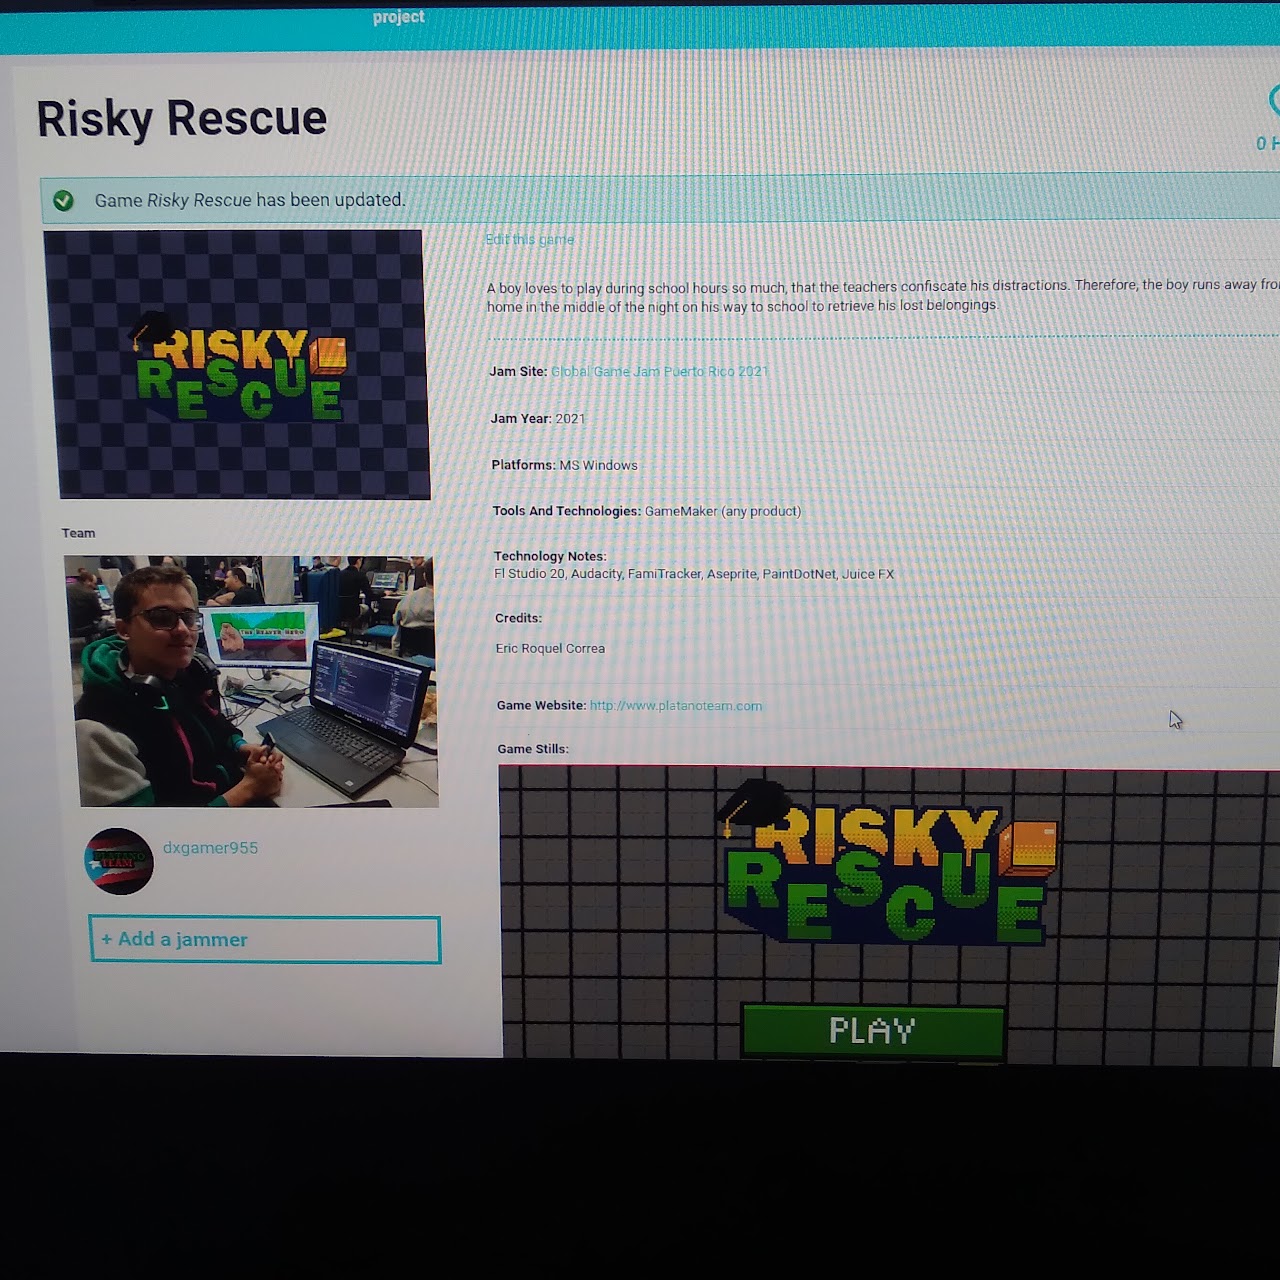 project
Risky Rescue
Game Risky Rescue has been updated.
Edit this game
A boy loves to play during school hours so much, that the teachers confiscate his distractions. Therefore, the boy runs away
home in the middle of the night on his way to school to retrieve his lost belongings.
RISKY
RESCUE
Jam Site: Global Game Jam Puerto Rico 2021
Jam Year: 2021
Platforms: MS Windows
Tools And Technologies: GameMaker (any product)
Team
Technology Notes:
Fl Studio 20, Audacity, FamiTracker, Aseprite, PaintDotNet, Juice FX
THE BEAVER HERO
Credits:
Eric Roquel Correa
Game Website: http://www.platanoteam.com
Game Stills:
RISKY
RESCUE
dxgamer955
PLATANO
TEAM
+ Add a jammer
PLAY